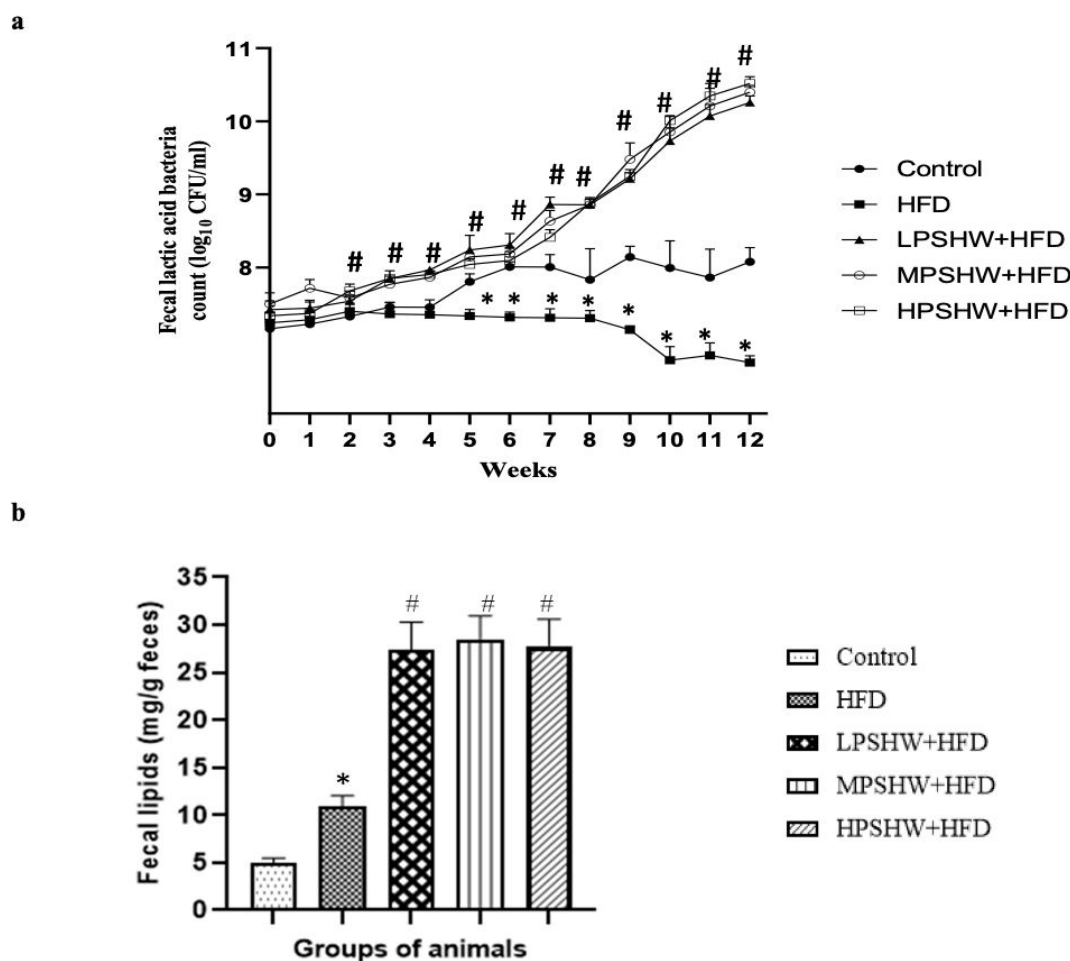 a
11
10
9
8
Fecal lactic acid bacteria
count (log10 CFU/ml)
# # # # # # # # # # #
* * * * * * * *
0 1 2 3 4 5 6 7 8 9 10 11 12
Weeks
Control
HFD
LPSHW+HFD
MPSHW+HFD
HPSHW+HFD
b
35
30
25
20
15
10
5
0
Fecal lipids (mg/g feces)
* # # #
Groups of animals
Control
HFD
LPSHW+HFD
MPSHW+HFD
HPSHW+HFD